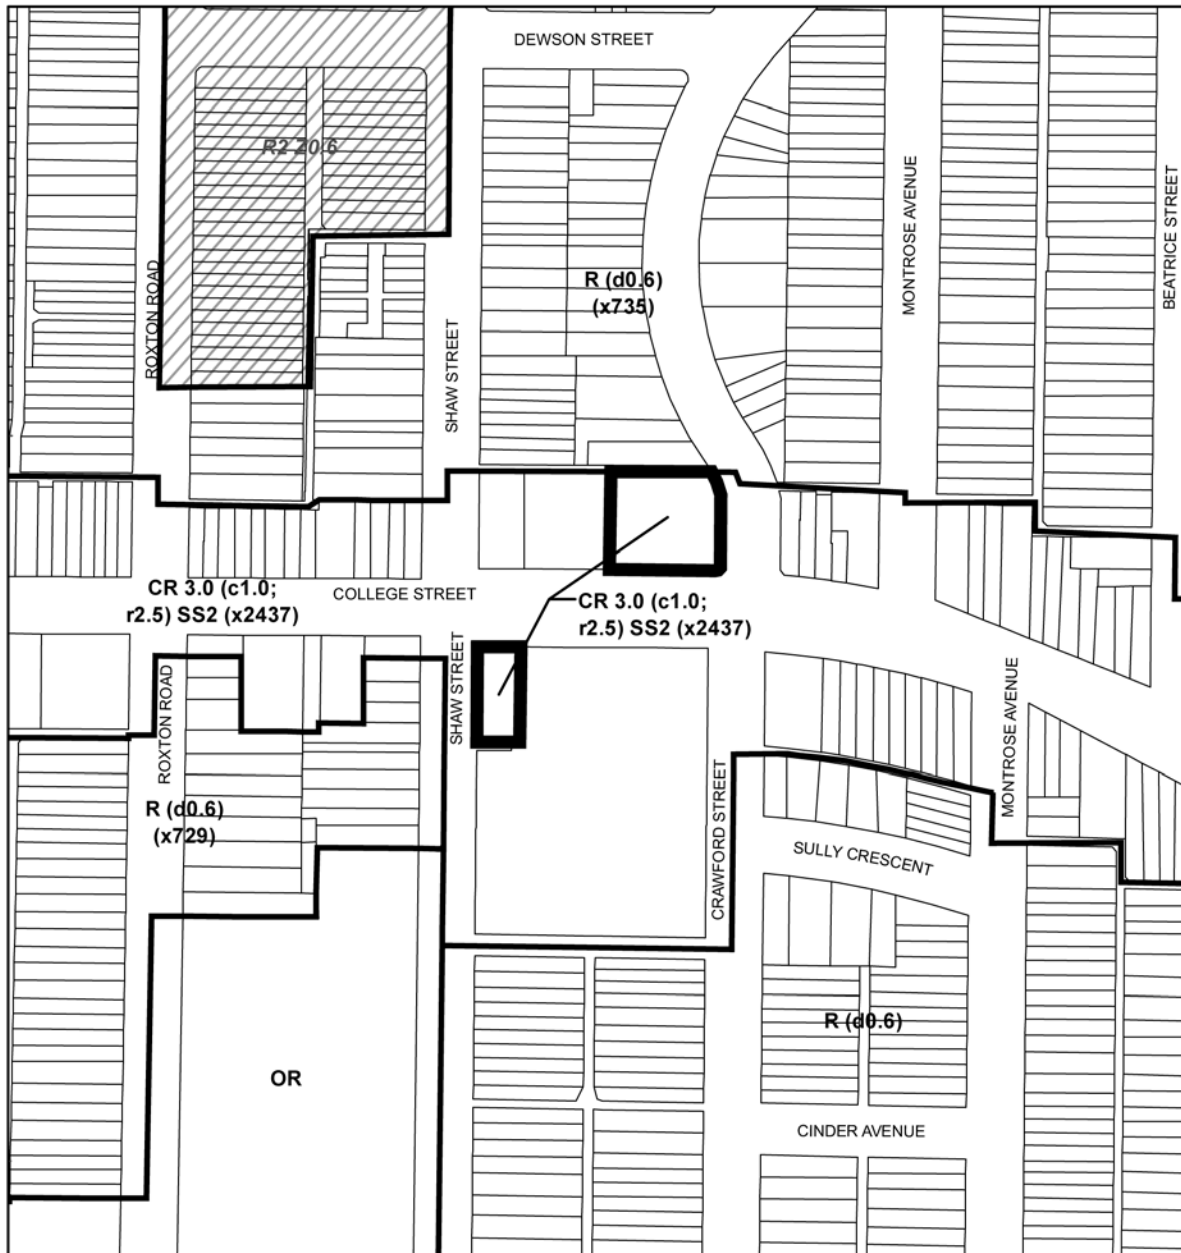 DEWSON STREET
R2 Z0.6
MONTROSE AVENUE
BEATRICE STREET
ROXTON ROAD
R (d0.6)
(x735)
SHAW STREET
CR 3.0 (c1.0;
r2.5) SS2 (x2437)
COLLEGE STREET
CR 3.0 (c1.0;
r2.5) SS2 (x2437)
SHAW STREET
ROXTON ROAD
MONTROSE AVENUE
R (d0.6)
(x729)
CRAWFORD STREET
SULLY CRESCENT
R (d0.6)
OR
CINDER AVENUE